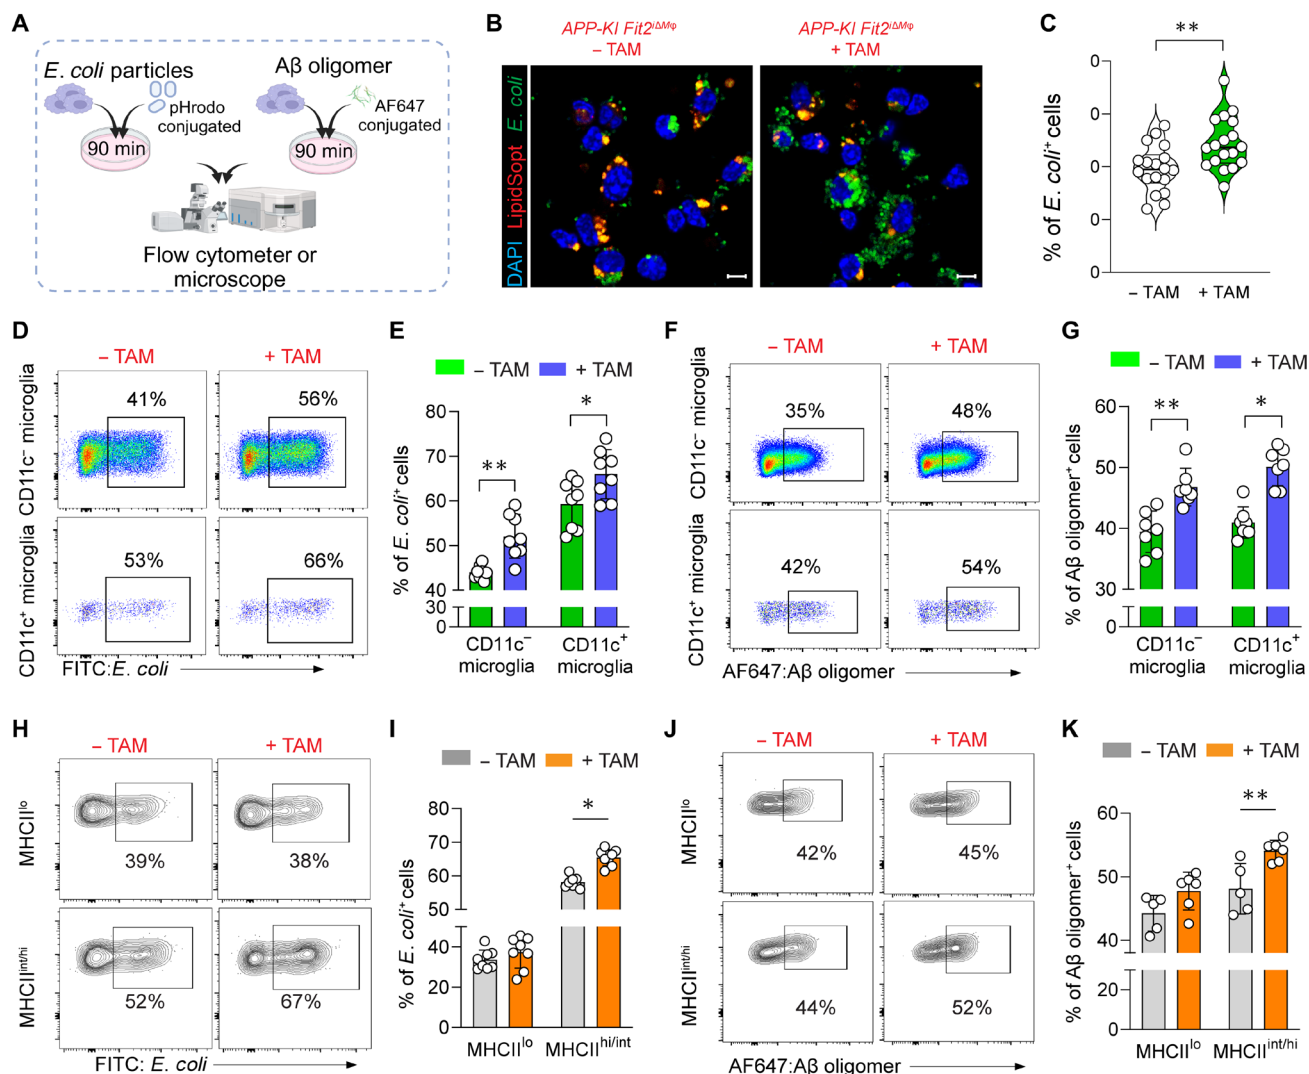 A
E. coli particles
Aβ oligomer
pHrodo
conjugated
AF647
conjugated
90 min
90 min
Flow cytometer or
microscope
B
APP-KI Fit2iΔMφ
– TAM
APP-KI Fit2iΔMφ
+ TAM
DAPI LipidSopt E. coli
C
**
% of E. coli+ cells
0
0
0
0
0
– TAM + TAM
D
– TAM + TAM
CD11c– microglia
41% 56%
CD11c+ microglia
53% 66%
FITC:E. coli
E
– TAM + TAM
% of E. coli+ cells
80
70
60
50
40
30
0
** *
CD11c–
microglia
CD11c+
microglia
F
– TAM + TAM
CD11c– microglia
35% 48%
CD11c+ microglia
42% 54%
AF647:Aβ oligomer
G
– TAM + TAM
% of Aβ oligomer+ cells
60
50
40
30
30
0
** *
CD11c–
microglia
CD11c+
microglia
H
– TAM + TAM
MHCIIlo
39% 38%
MHCIIint/hi
52% 67%
FITC: E. coli
I
– TAM + TAM
% of E. coli+ cells
80
70
60
50
40
20
0
*
MHCIIlo MHCIIhi/int
J
– TAM + TAM
MHCIIlo
42% 45%
MHCIIint/hi
44% 52%
AF647:Aβ oligomer
K
– TAM + TAM
% of Aβ oligomer+ cells
60
50
40
20
0
**
MHCIIlo MHCIIint/hi